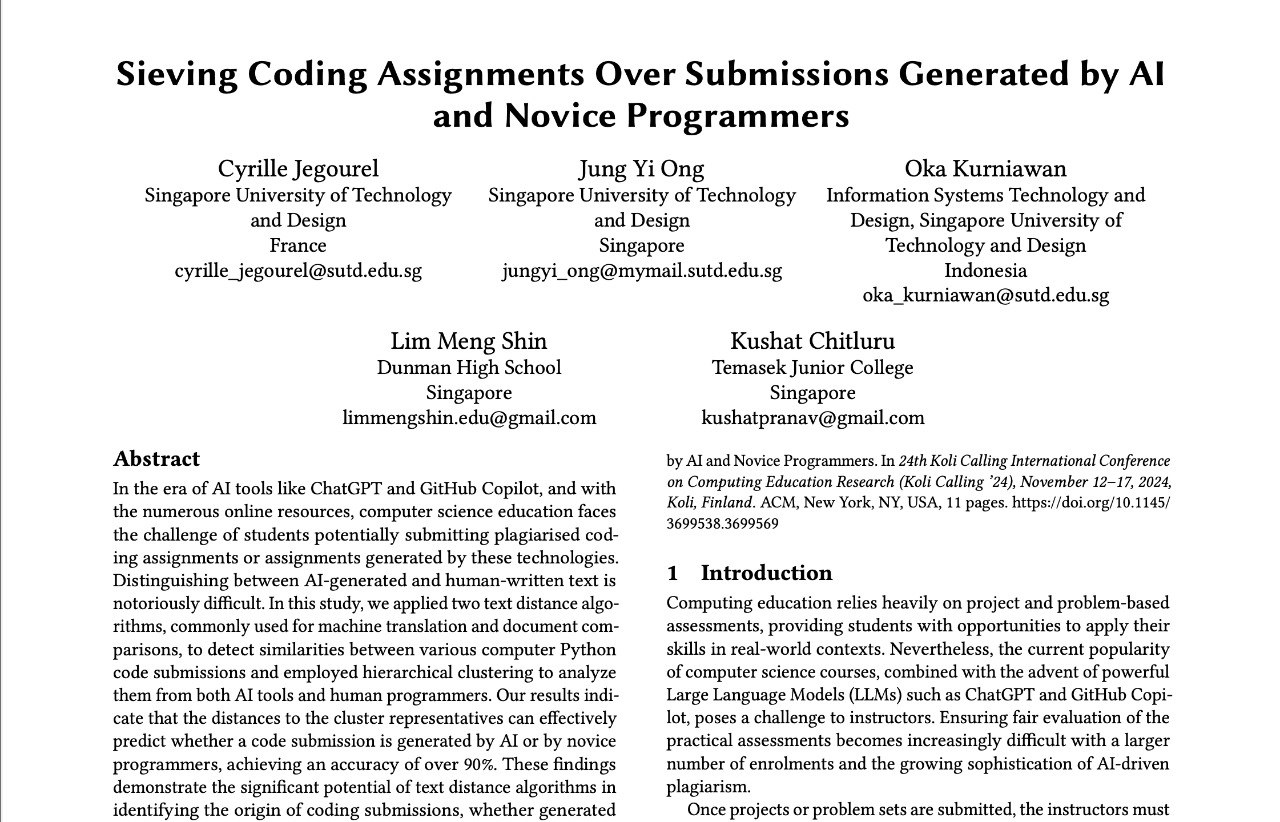 Sieving Coding Assignments Over Submissions Generated by AI
and Novice Programmers
Cyrille Jegourel
Singapore University of Technology
and Design
France
cyrille_jegourel@sutd.edu.sg
Jung Yi Ong
Singapore University of Technology
and Design
Singapore
jungyi_ong@mymail.sutd.edu.sg
Oka Kurniawan
Information Systems Technology and
Design, Singapore University of
Technology and Design
Indonesia
oka_kurniawan@sutd.edu.sg
Lim Meng Shin
Dunman High School
Singapore
limmengshin.edu@gmail.com
Kushat Chitluru
Temasek Junior College
Singapore
kushatpranav@gmail.com
Abstract
In the era of AI tools like ChatGPT and GitHub Copilot, and with
the numerous online resources, computer science education faces
the challenge of students potentially submitting plagiarised cod-
ing assignments or assignments generated by these technologies.
Distinguishing between AI-generated and human-written text is
notoriously difficult. In this study, we applied two text distance algo-
rithms, commonly used for machine translation and document com-
parisons, to detect similarities between various computer Python
code submissions and employed hierarchical clustering to analyze
them from both AI tools and human programmers. Our results indi-
cate that the distances to the cluster representatives can effectively
predict whether a code submission is generated by AI or by novice
programmers, achieving an accuracy of over 90%. These findings
demonstrate the significant potential of text distance algorithms in
identifying the origin of coding submissions, whether generated
by AI and Novice Programmers. In 24th Koli Calling International Conference
on Computing Education Research (Koli Calling '24), November 12–17, 2024,
Koli, Finland. ACM, New York, NY, USA, 11 pages. https://doi.org/10.1145/
3699538.3699569
1 Introduction
Computing education relies heavily on project and problem-based
assessments, providing students with opportunities to apply their
skills in real-world contexts. Nevertheless, the current popularity
of computer science courses, combined with the advent of powerful
Large Language Models (LLMs) such as ChatGPT and GitHub Copi-
lot, poses a challenge to instructors. Ensuring fair evaluation of the
practical assessments becomes increasingly difficult with a larger
number of enrolments and the growing sophistication of AI-driven
plagiarism.
Once projects or problem sets are submitted, the instructors must